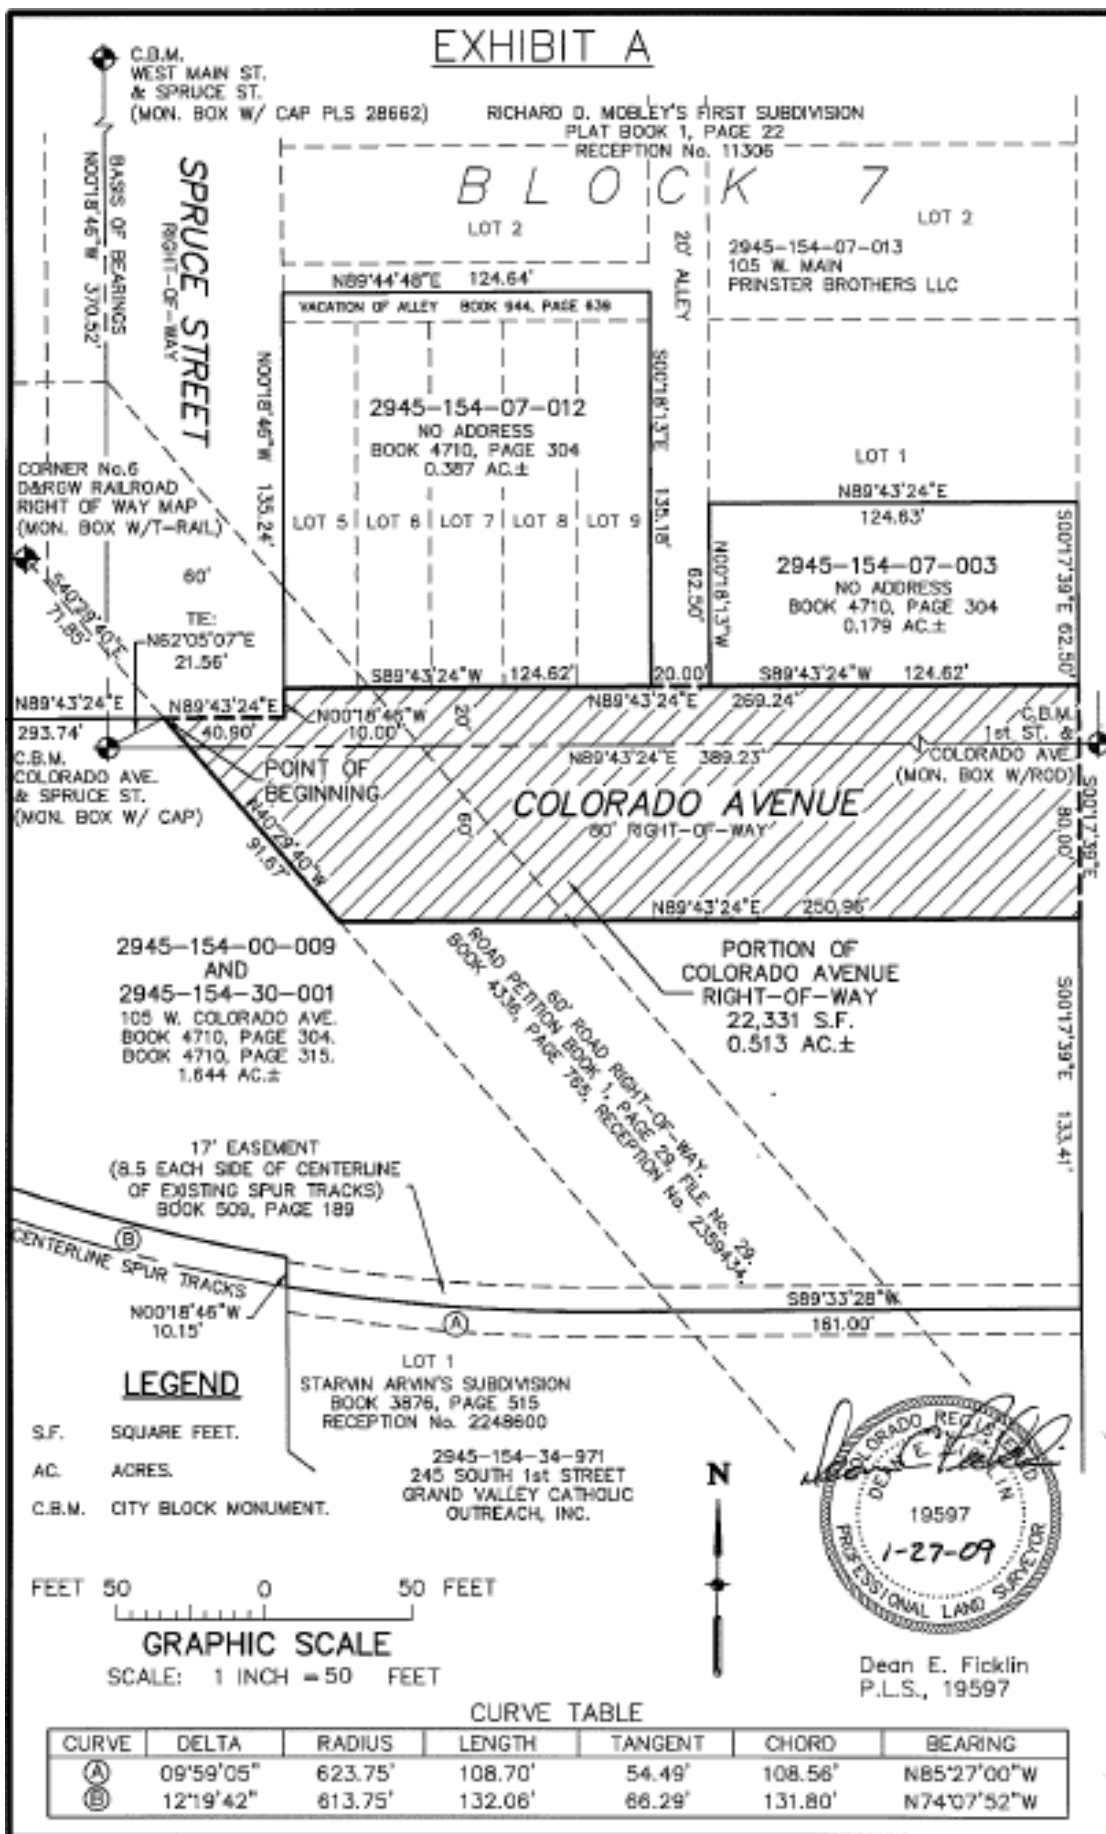 EXHIBIT A
C.B.M.
WEST MAIN ST.
& SPRUCE ST.
(MON. BOX W/ CAP PLS 28662)
RICHARD D. MOBLEY'S FIRST SUBDIVISION
PLAT BOOK 1, PAGE 22
RECEPTION No. 11306
BLOCK 7
BASIS OF BEARINGS
N00°18'46"W 370.52'
SPRUCE STREET
RIGHT-OF-WAY
LOT 2
20' ALLEY
LOT 2
2945-154-07-013
105 W. MAIN
PRINSTER BROTHERS LLC
N89°44'48"E 124.64'
VACATION OF ALLEY BOOK 944, PAGE 639
N00°18'46"W 135.24'
2945-154-07-012
NO ADDRESS
BOOK 4710, PAGE 304
0.387 AC.±
S00°18'13"E 135.18'
LOT 5
LOT 6
LOT 7
LOT 8
LOT 9
LOT 1
N89°43'24"E
124.63'
N00°18'13"W
62.50'
2945-154-07-003
NO ADDRESS
BOOK 4710, PAGE 304
0.179 AC.±
S00°17'39"E 62.50'
CORNER No.6
D&RGW RAILROAD
RIGHT OF WAY MAP
(MON. BOX W/T-RAIL)
S40°29'40"E
71.85'
60'
TIE:
N62°05'07"E
21.56'
S89°43'24"W 124.62'
20.00'
S89°43'24"W 124.62'
N89°43'24"E
293.74'
N89°43'24"E
40.90'
N00°18'46"W
10.00'
20'
N89°43'24"E 269.24'
C.B.M.
1st ST. &
COLORADO AVE.
(MON. BOX W/ROD)
C.B.M.
COLORADO AVE.
& SPRUCE ST.
(MON. BOX W/ CAP)
POINT OF
BEGINNING
N89°43'24"E 389.23'
COLORADO AVENUE
80' RIGHT-OF-WAY
60'
S00°17'39"E
80.00'
N40°29'40"W
91.67'
N89°43'24"E 250.96'
2945-154-00-009
AND
2945-154-30-001
105 W. COLORADO AVE.
BOOK 4710, PAGE 304.
BOOK 4710, PAGE 315.
1.644 AC.±
PORTION OF
COLORADO AVENUE
RIGHT-OF-WAY
22,331 S.F.
0.513 AC.±
60' ROAD RIGHT-OF-WAY.
ROAD PETITION BOOK 1, PAGE 29, FILE No. 29.
BOOK 4336, PAGE 765, RECEPTION No. 2359434.
S00°17'39"E 133.41'
17' EASEMENT
(8.5 EACH SIDE OF CENTERLINE
OF EXISTING SPUR TRACKS)
BOOK 509, PAGE 189
B
CENTERLINE SPUR TRACKS
N00°18'46"W
10.15'
A
S89°33'28"W
161.00'
LOT 1
STARVIN ARVIN'S SUBDIVISION
BOOK 3876, PAGE 515
RECEPTION No. 2248600
2945-154-34-971
245 SOUTH 1st STREET
GRAND VALLEY CATHOLIC
OUTREACH, INC.
LEGEND
S.F. SQUARE FEET.
AC. ACRES.
C.B.M. CITY BLOCK MONUMENT.
N
COLORADO REGISTERED
DEAN E. FICKLIN
19597
1-27-09
PROFESSIONAL LAND SURVEYOR
Dean E. Ficklin
P.L.S., 19597
FEET 50 0 50 FEET
GRAPHIC SCALE
SCALE: 1 INCH = 50 FEET
CURVE TABLE
CURVE DELTA RADIUS LENGTH TANGENT CHORD BEARING
A 09°59'05" 623.75' 108.70' 54.49' 108.56' N85°27'00"W
B 12°19'42" 613.75' 132.06' 66.29' 131.80' N74°07'52"W